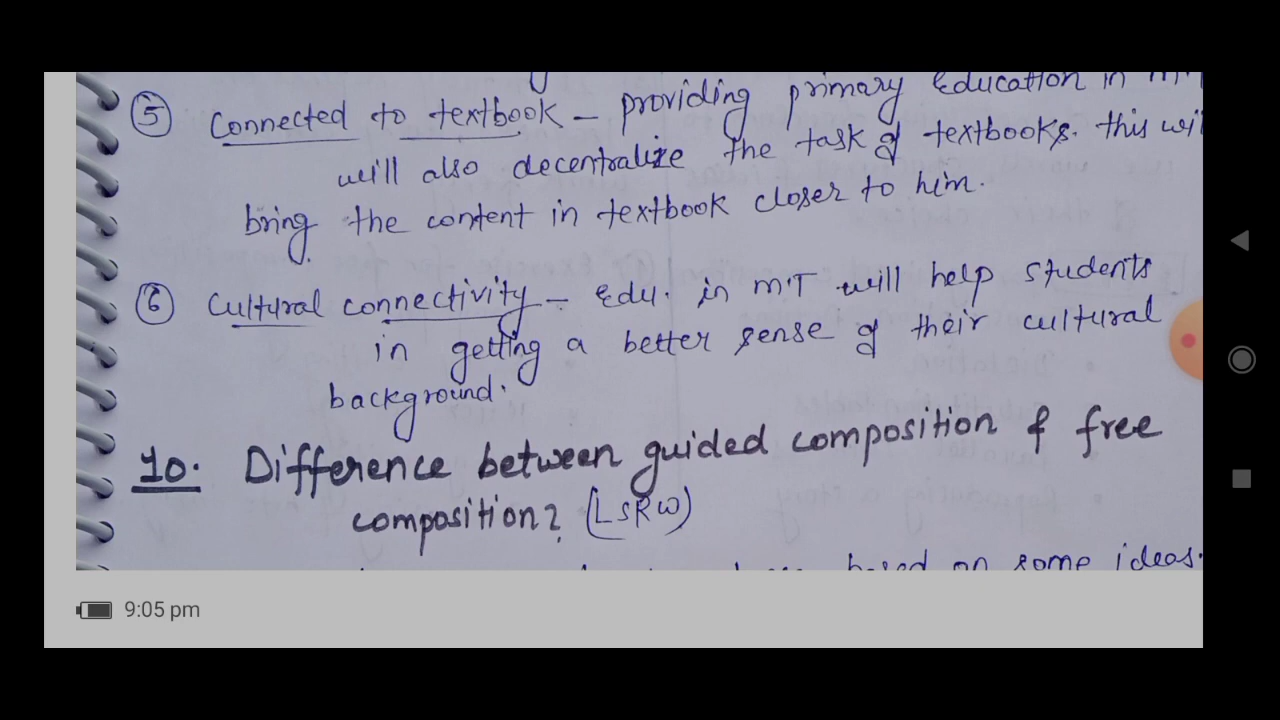 ⑤ Connected to textbook - providing primary Education in MT
will also decentralize the task of textbooks. this wi
bring the content in textbook closer to him.
⑥ Cultural connectivity - Edu. in M.T will help students
in getting a better sense of their cultural
background.
10. Difference between guided composition & free
composition? (LSRW)
based on some ideas.
9:05 pm